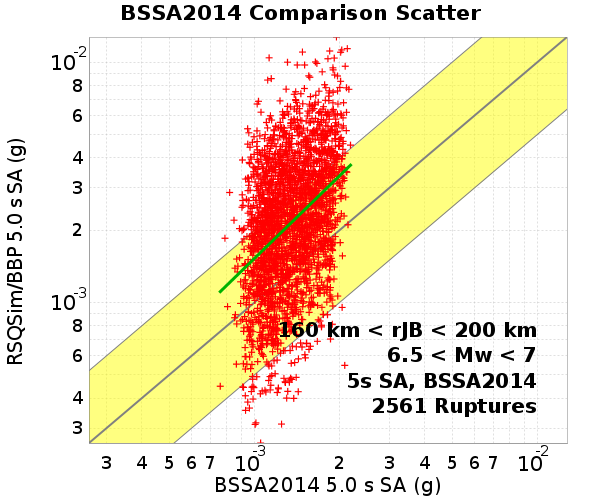 BSSA2014 Comparison Scatter
RSQSim/BBP 5.0 s SA (g)
10-2
8
6
4
3
2
10-3
8
6
4
3
160 km < rJB < 200 km
6.5 < Mw < 7
5s SA, BSSA2014
2561 Ruptures
3 4 5 6 7 10-3 2 3 4 5 6 7 10-2
BSSA2014 5.0 s SA (g)